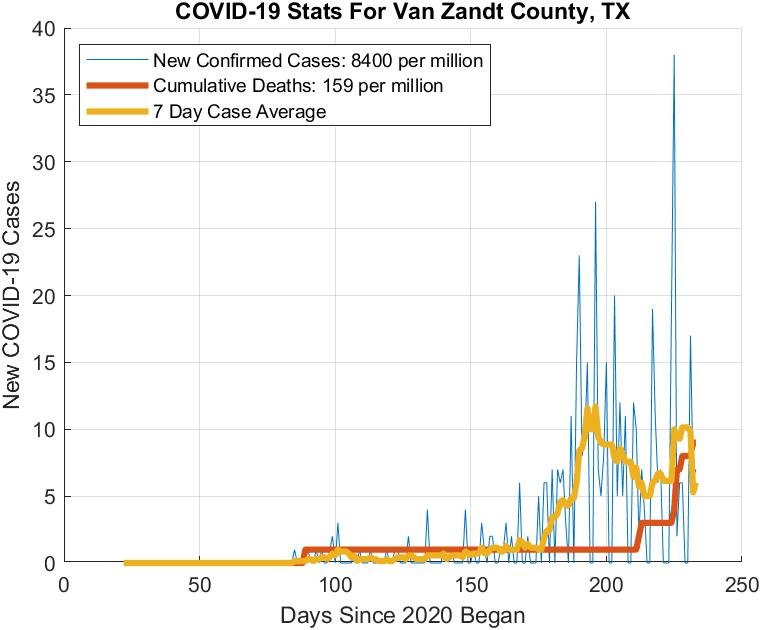 COVID-19 Stats For Van Zandt County, TX
New Confirmed Cases: 8400 per million
Cumulative Deaths: 159 per million
7 Day Case Average
New COVID-19 Cases
40
35
30
25
20
15
10
5
0
0 50 100 150 200 250
Days Since 2020 Began